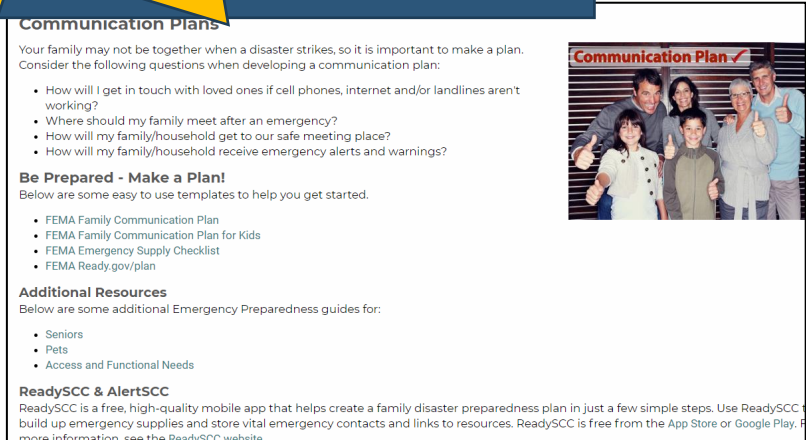 Communication Plans
Your family may not be together when a disaster strikes, so it is important to make a plan.
Consider the following questions when developing a communication plan:
• How will I get in touch with loved ones if cell phones, internet and/or landlines aren't
working?
• Where should my family meet after an emergency?
• How will my family/household get to our safe meeting place?
• How will my family/household receive emergency alerts and warnings?
Communication Plan ✓
Be Prepared - Make a Plan!
Below are some easy to use templates to help you get started.
• FEMA Family Communication Plan
• FEMA Family Communication Plan for Kids
• FEMA Emergency Supply Checklist
• FEMA Ready.gov/plan
Additional Resources
Below are some additional Emergency Preparedness guides for:
• Seniors
• Pets
• Access and Functional Needs
ReadySCC & AlertSCC
ReadySCC is a free, high-quality mobile app that helps create a family disaster preparedness plan in just a few simple steps. Use ReadySCC
build up emergency supplies and store vital emergency contacts and links to resources. ReadySCC is free from the App Store or Google Play.
more information, see the ReadySCC website